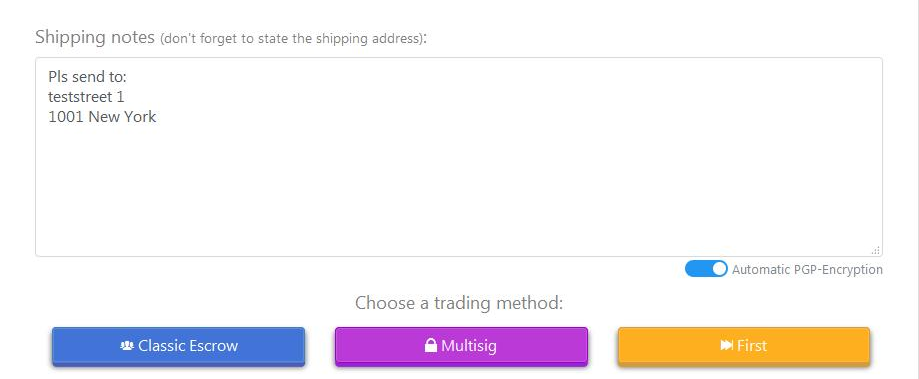 Shipping notes (don't forget to state the shipping address):
Pls send to:
teststreet 1
1001 New York
Automatic PGP-Encryption
Choose a trading method:
Classic Escrow
Multisig
First